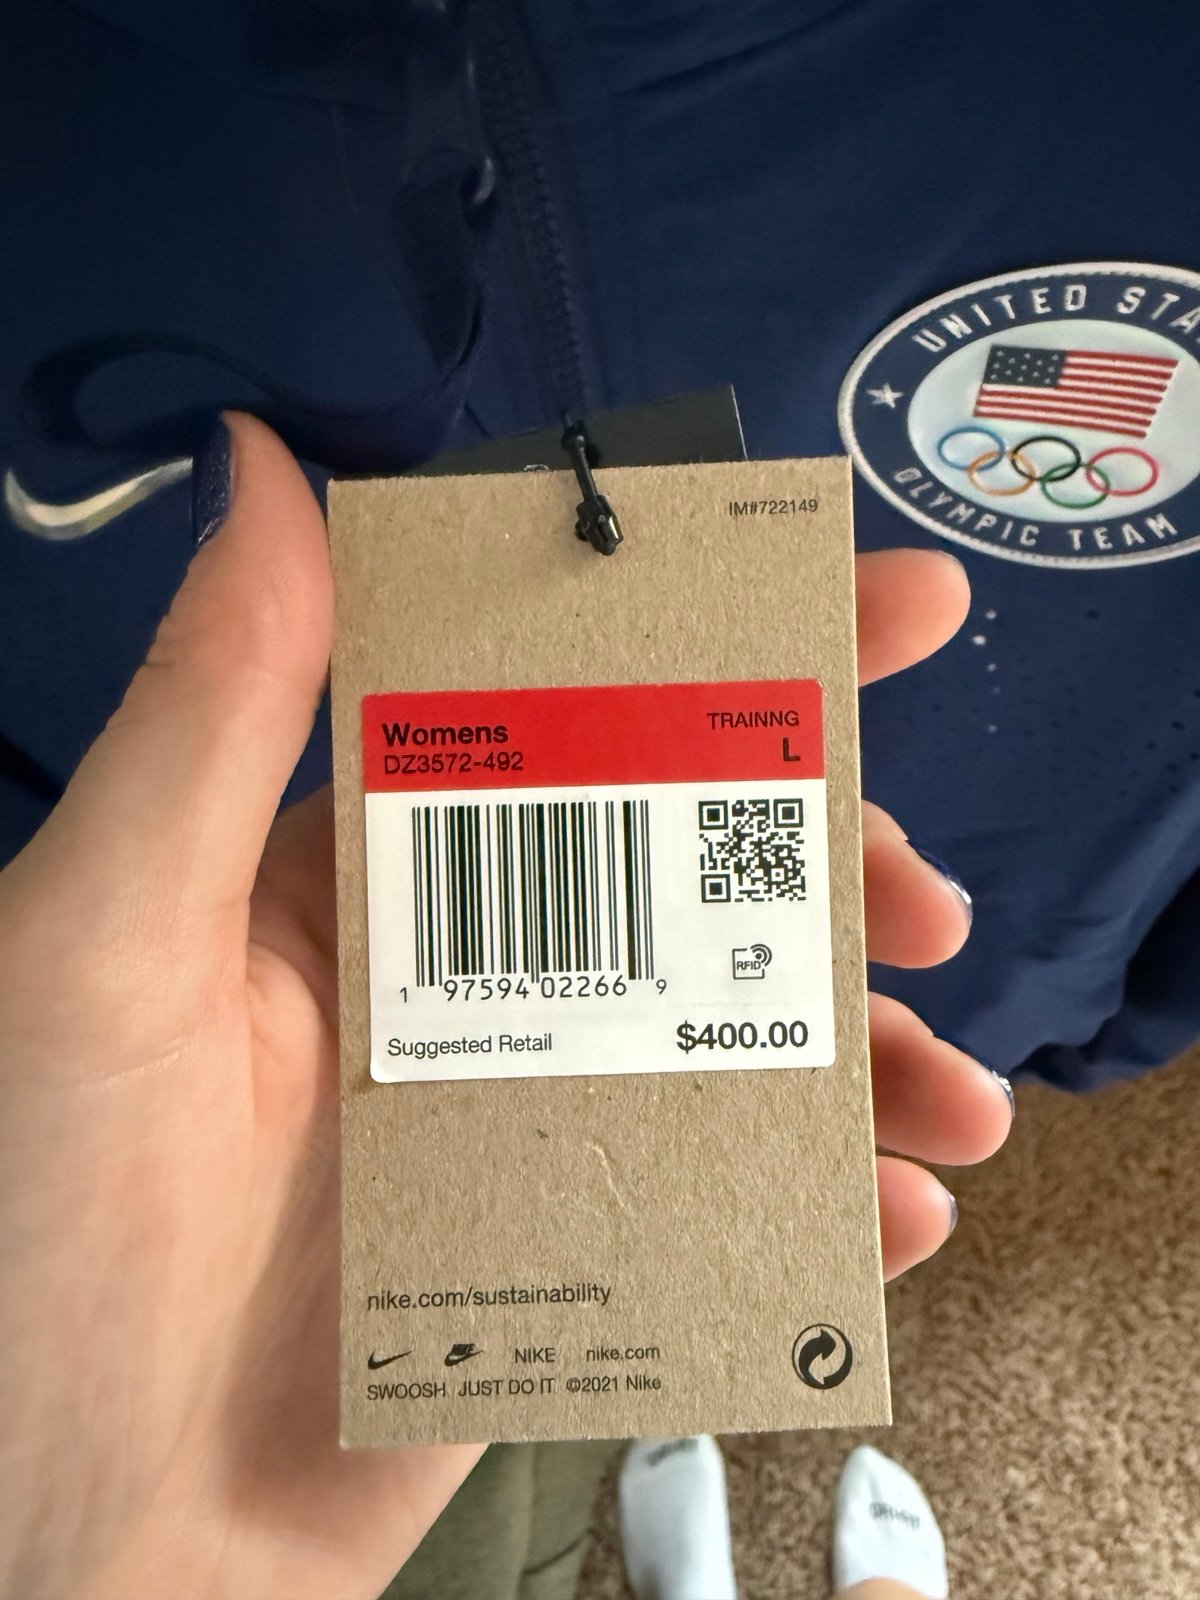 UNITED STA
OLYMPIC TEAM
IM#722149
Womens
TRAINNG
DZ3572-492
L
RFID
1 97594 02266 9
Suggested Retail
$400.00
nike.com/sustainability
NIKE nike.com
SWOOSH JUST DO IT ©2021 Nike